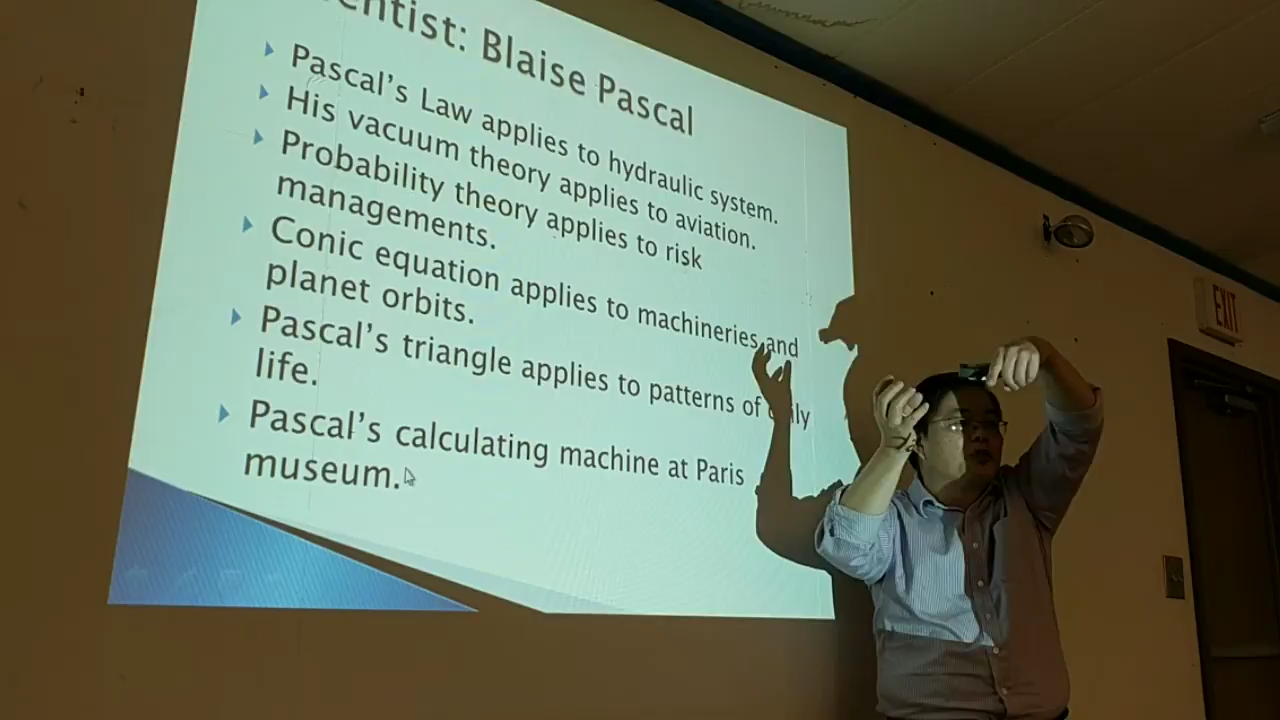 Blaise Pascal
Pascal's Law applies to hydraulic system.
His vacuum theory applies to aviation.
Probability theory applies to risk
managements.
Conic equation applies to machineries and
planet orbits.
Pascal's triangle applies to patterns of
life.
Pascal's calculating machine at Paris
museum.
EXIT